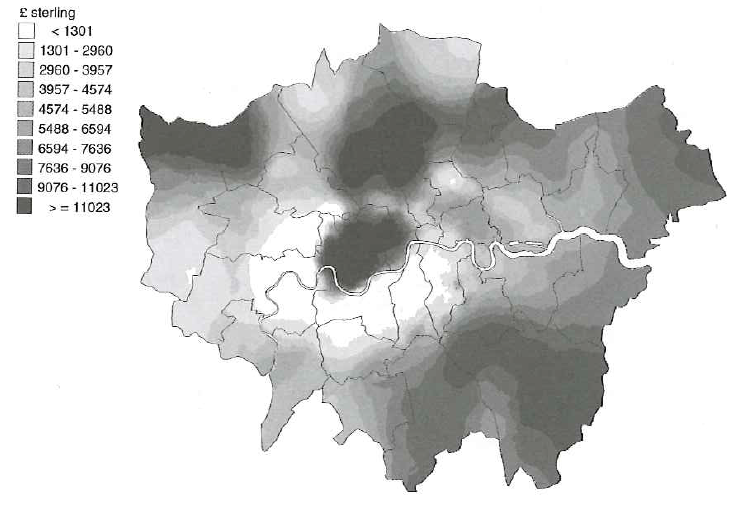 £ sterling
< 1301
1301 - 2960
2960 - 3957
3957 - 4574
4574 - 5488
5488 - 6594
6594 - 7636
7636 - 9076
9076 - 11023
> = 11023